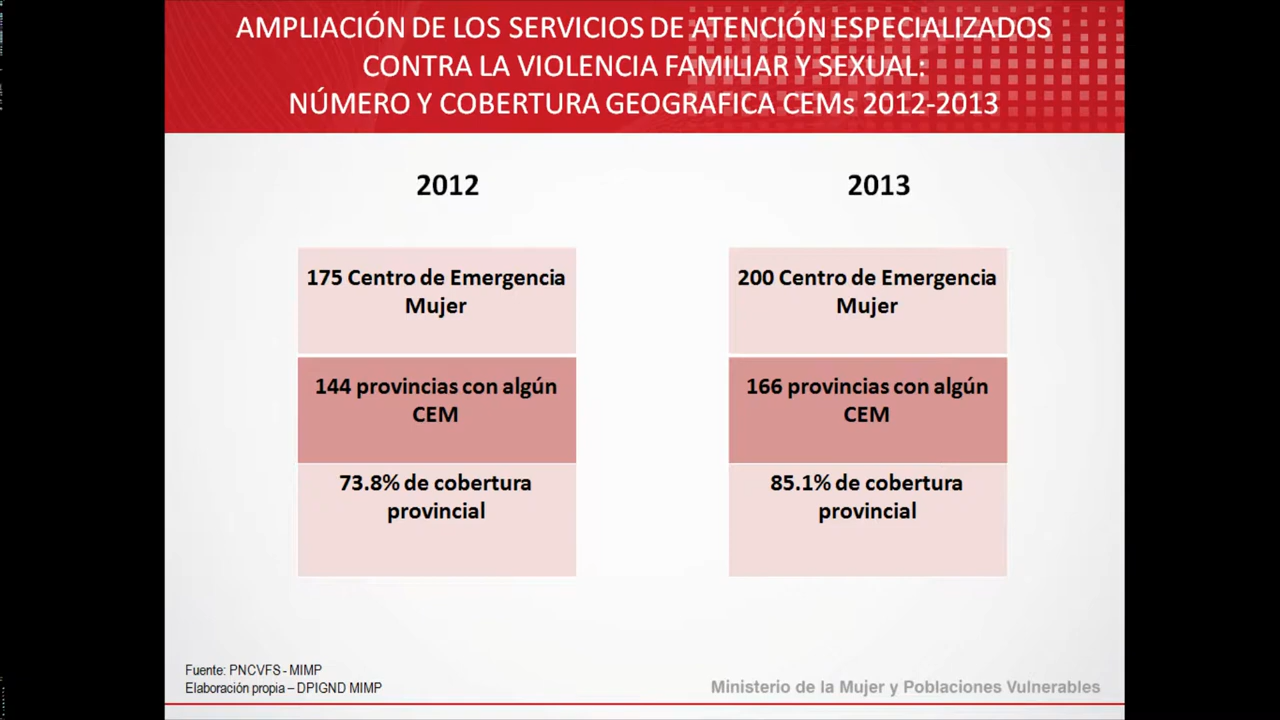 AMPLIACIÓN DE LOS SERVICIOS DE ATENCIÓN ESPECIALIZADOS
CONTRA LA VIOLENCIA FAMILIAR Y SEXUAL:
NÚMERO Y COBERTURA GEOGRAFICA CEMs 2012-2013
2012
175 Centro de Emergencia
Mujer
144 provincias con algún
CEM
73.8% de cobertura
provincial
2013
200 Centro de Emergencia
Mujer
166 provincias con algún
CEM
85.1% de cobertura
provincial
Fuente: PNCVFS - MIMP
Elaboración propia – DPIGND MIMP
Ministerio de la Mujer y Poblaciones Vulnerables